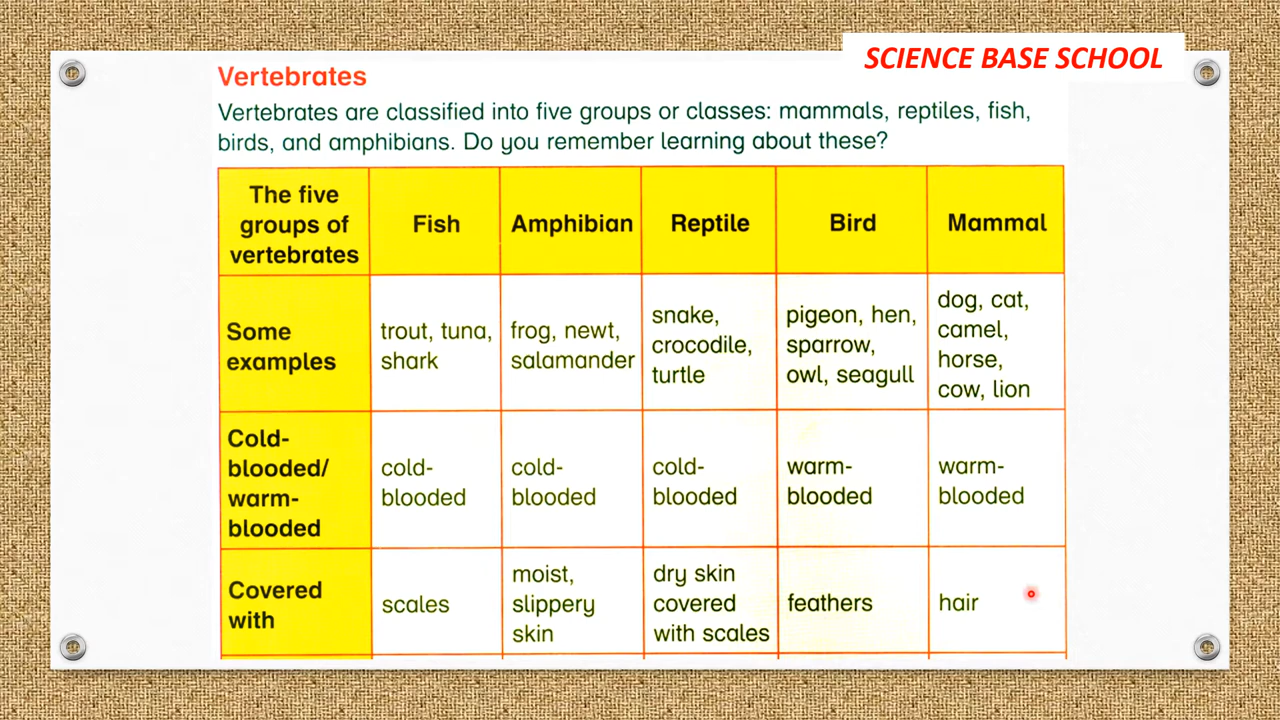 SCIENCE BASE SCHOOL
Vertebrates
Vertebrates are classified into five groups or classes: mammals, reptiles, fish,
birds, and amphibians. Do you remember learning about these?
The five
groups of
vertebrates
Fish
Amphibian
Reptile
Bird
Mammal
Some
examples
trout, tuna,
shark
frog, newt,
salamander
snake,
crocodile,
turtle
pigeon, hen,
sparrow,
owl, seagull
dog, cat,
camel,
horse,
cow, lion
Cold-
blooded/
warm-
blooded
cold-
blooded
cold-
blooded
cold-
blooded
warm-
blooded
warm-
blooded
Covered
with
scales
moist,
slippery
skin
dry skin
covered
with scales
feathers
hair